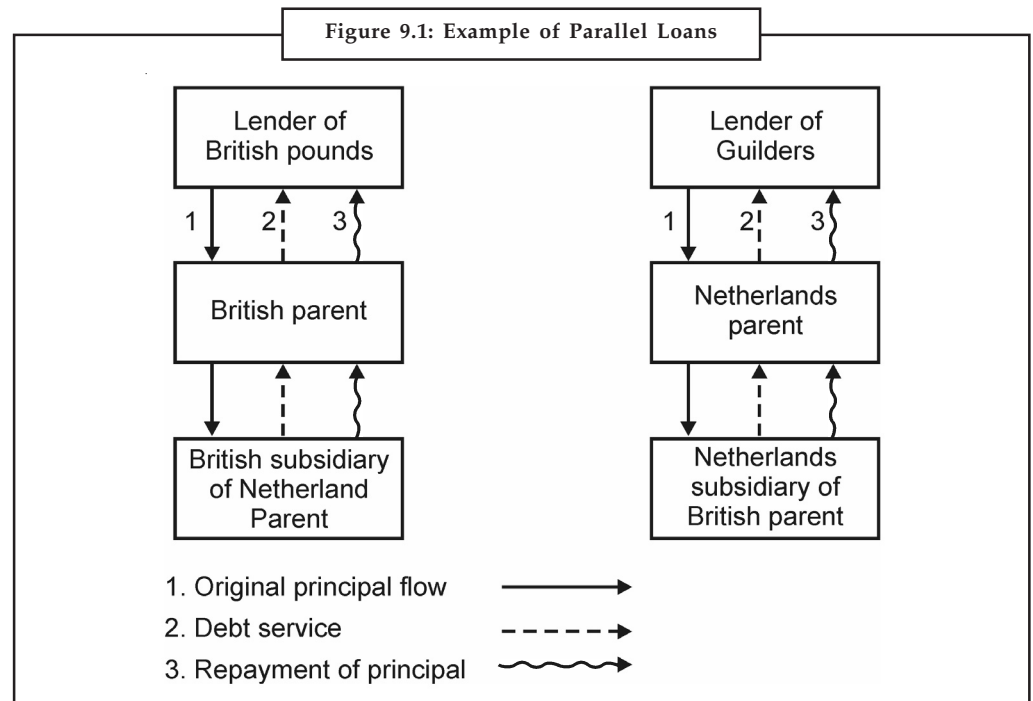 Figure 9.1: Example of Parallel Loans
Lender of
British pounds
Lender of
Guilders
1 2 3
1 2 3
British parent
Netherlands
parent
British subsidiary
of Netherland
Parent
Netherlands
subsidiary of
British parent
1. Original principal flow
2. Debt service
3. Repayment of principal